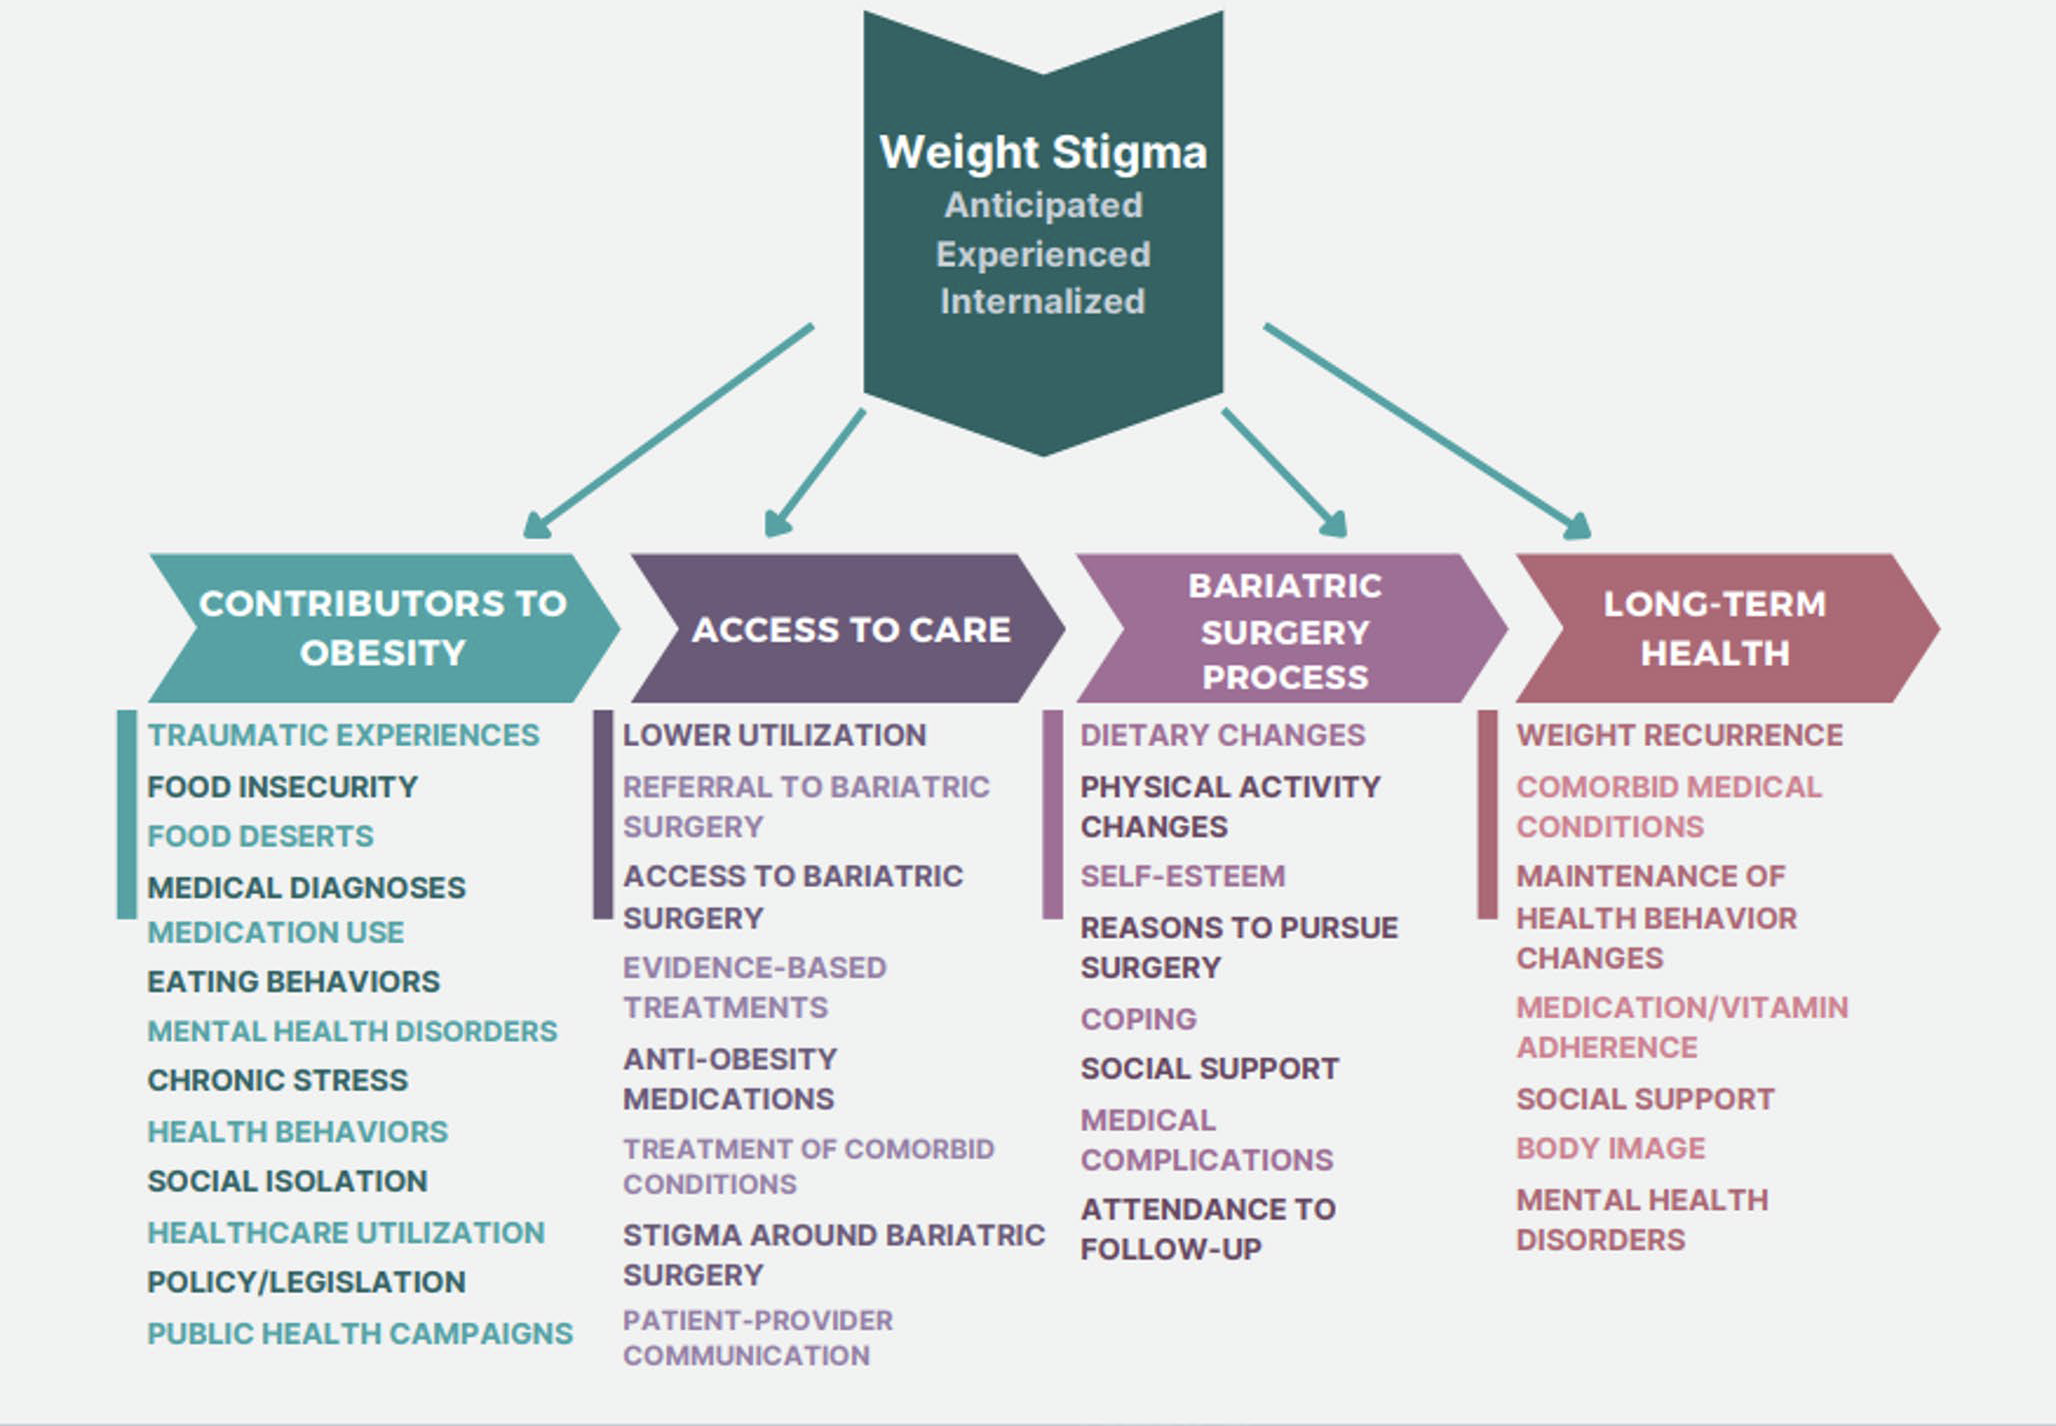 Weight Stigma
Anticipated
Experienced
Internalized
CONTRIBUTORS TO
OBESITY
TRAUMATIC EXPERIENCES
FOOD INSECURITY
FOOD DESERTS
MEDICAL DIAGNOSES
MEDICATION USE
EATING BEHAVIORS
MENTAL HEALTH DISORDERS
CHRONIC STRESS
HEALTH BEHAVIORS
SOCIAL ISOLATION
HEALTHCARE UTILIZATION
POLICY/LEGISLATION
PUBLIC HEALTH CAMPAIGNS
ACCESS TO CARE
LOWER UTILIZATION
REFERRAL TO BARIATRIC
SURGERY
ACCESS TO BARIATRIC
SURGERY
EVIDENCE-BASED
TREATMENTS
ANTI-OBESITY
MEDICATIONS
TREATMENT OF COMORBID
CONDITIONS
STIGMA AROUND BARIATRIC
SURGERY
PATIENT-PROVIDER
COMMUNICATION
BARIATRIC
SURGERY
PROCESS
DIETARY CHANGES
PHYSICAL ACTIVITY
CHANGES
SELF-ESTEEM
REASONS TO PURSUE
SURGERY
COPING
SOCIAL SUPPORT
MEDICAL
COMPLICATIONS
ATTENDANCE TO
FOLLOW-UP
LONG-TERM
HEALTH
WEIGHT RECURRENCE
COMORBID MEDICAL
CONDITIONS
MAINTENANCE OF
HEALTH BEHAVIOR
CHANGES
MEDICATION/VITAMIN
ADHERENCE
SOCIAL SUPPORT
BODY IMAGE
MENTAL HEALTH
DISORDERS